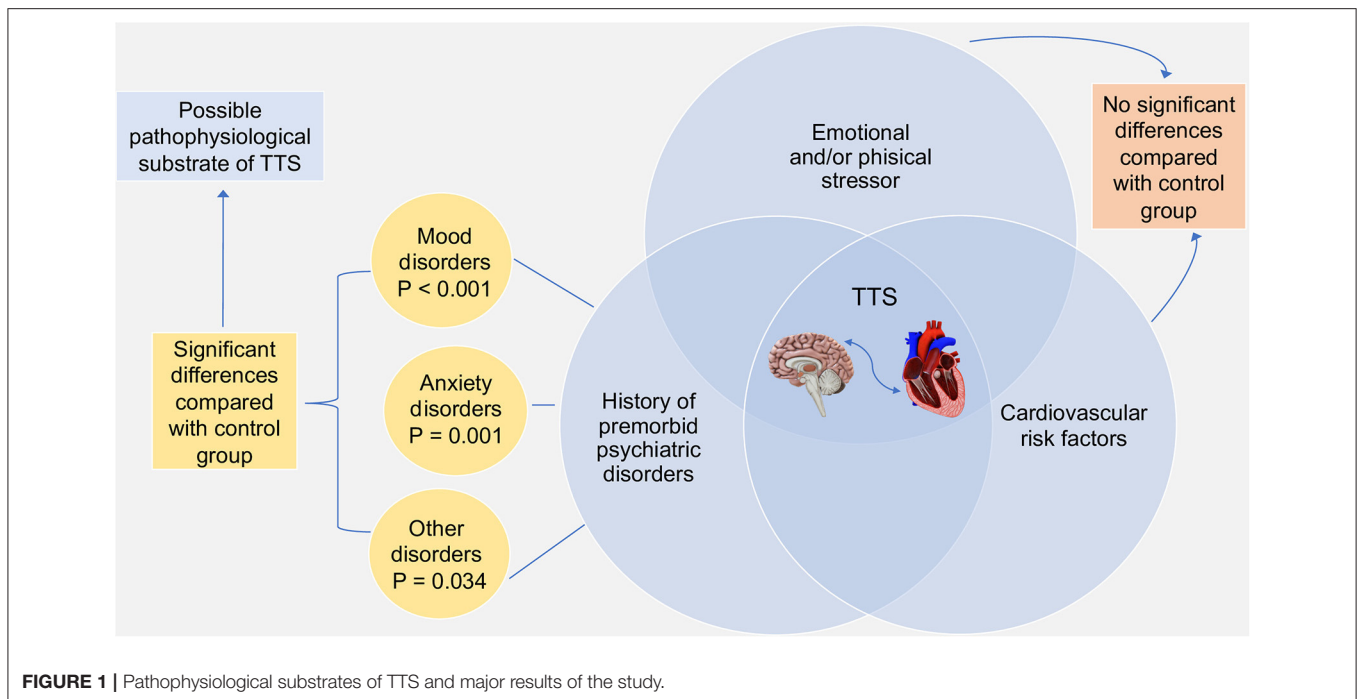 Possible
pathophysiological
substrate of TTS
Significant
differences
compared
with control
group
Mood
disorders
P < 0.001
Anxiety
disorders
P = 0.001
Other
disorders
P = 0.034
Emotional
and/or phisical
stressor
TTS
History of
premorbid
psychiatric
disorders
Cardiovascular
risk factors
No significant
differences
compared
with control
group
FIGURE 1 | Pathophysiological substrates of TTS and major results of the study.